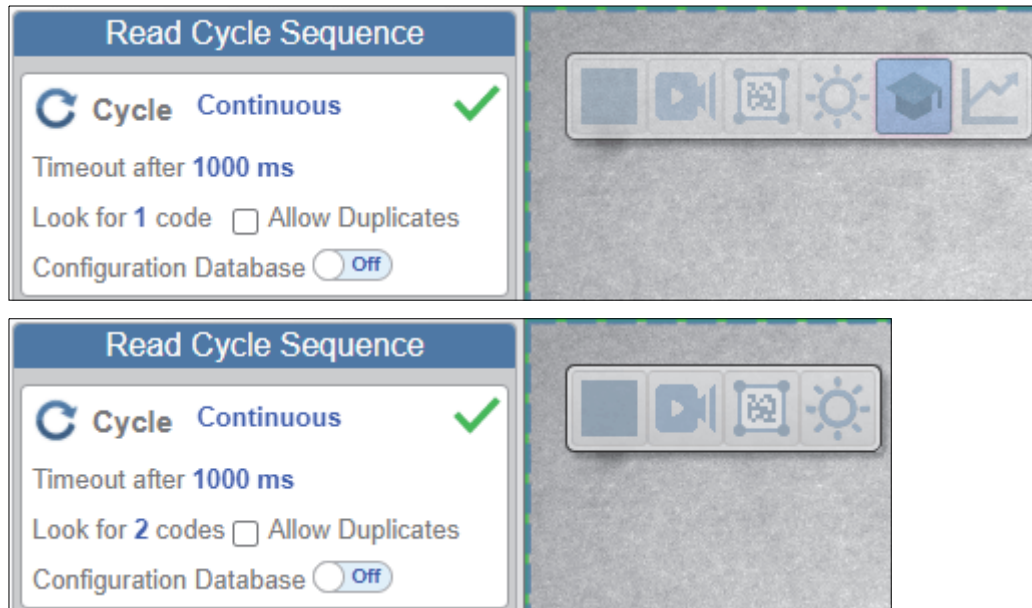 Read Cycle Sequence
Cycle Continuous
Timeout after 1000 ms
Look for 1 code Allow Duplicates
Configuration Database Off
Read Cycle Sequence
Cycle Continuous
Timeout after 1000 ms
Look for 2 codes Allow Duplicates
Configuration Database Off